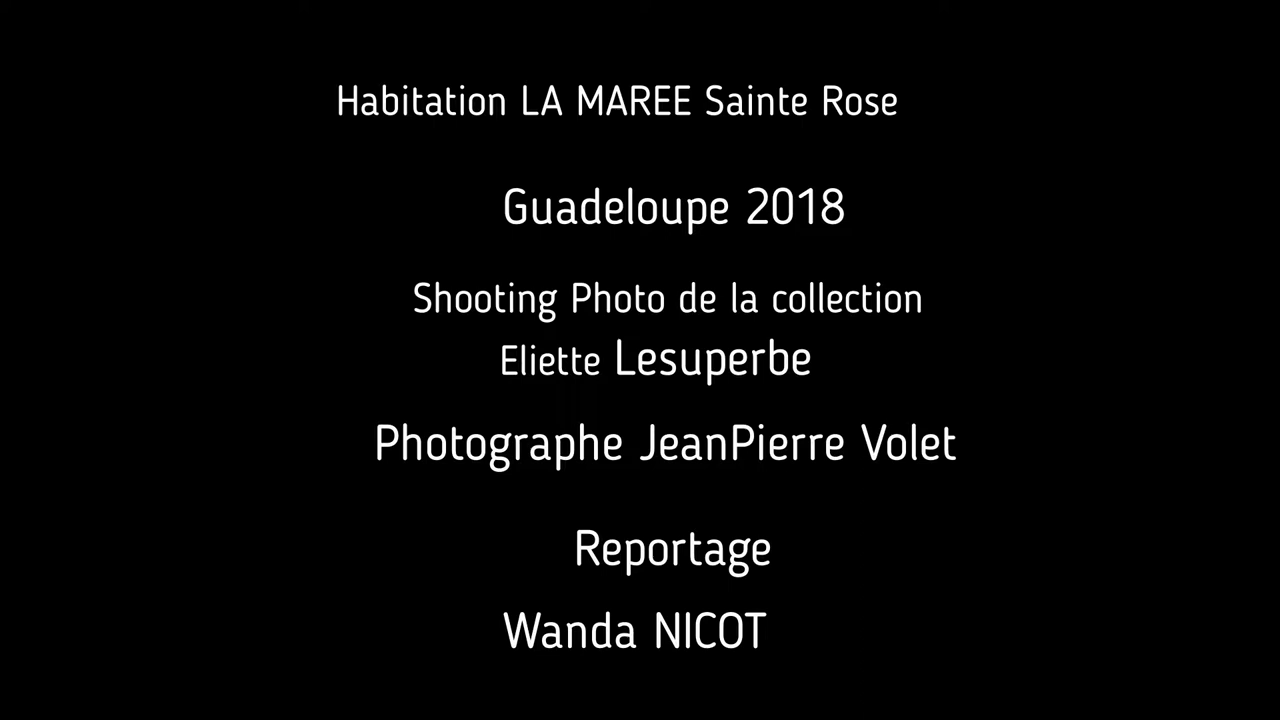 Habitation LA MAREE Sainte Rose
Guadeloupe 2018
Shooting Photo de la collection
Eliette Lesuperbe
Photographe JeanPierre Volet
Reportage
Wanda NICOT